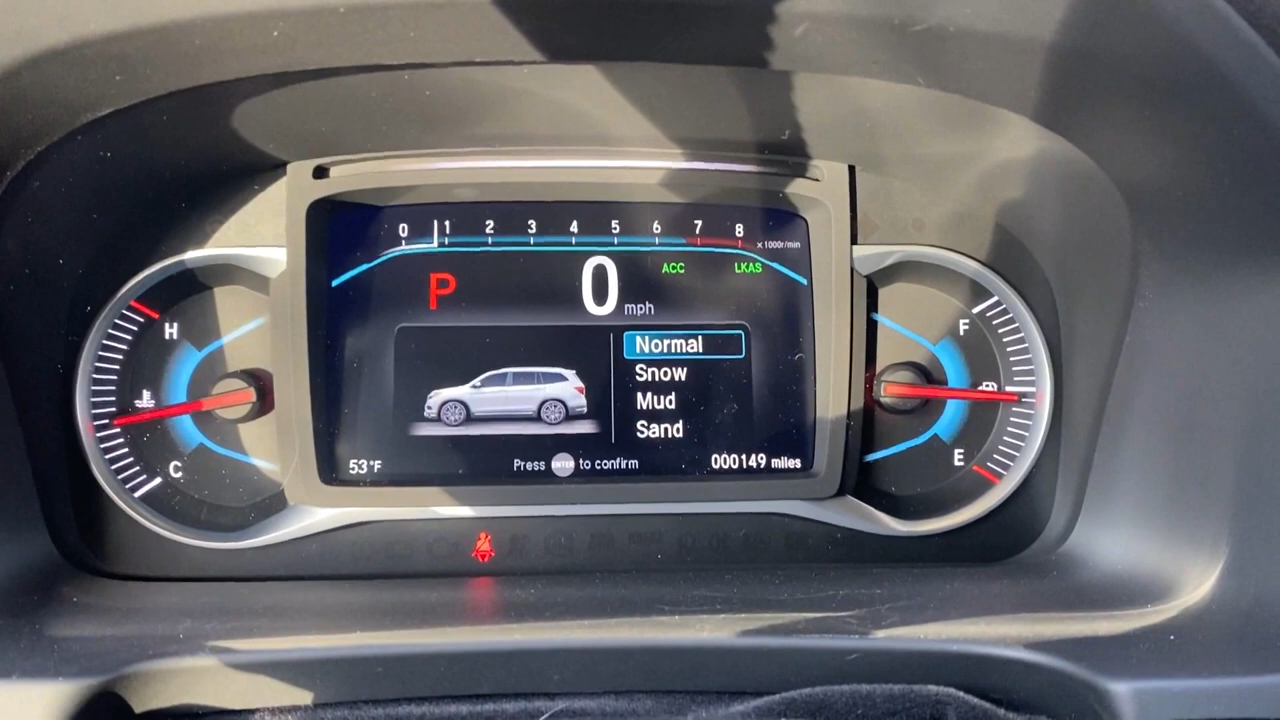 0 1 2 3 4 5 6 7 8
×1000r/min
P 0 mph ACC LKAS
H
F
Normal
Snow
Mud
Sand
C
E
53°F
Press ENTER to confirm
000149 miles